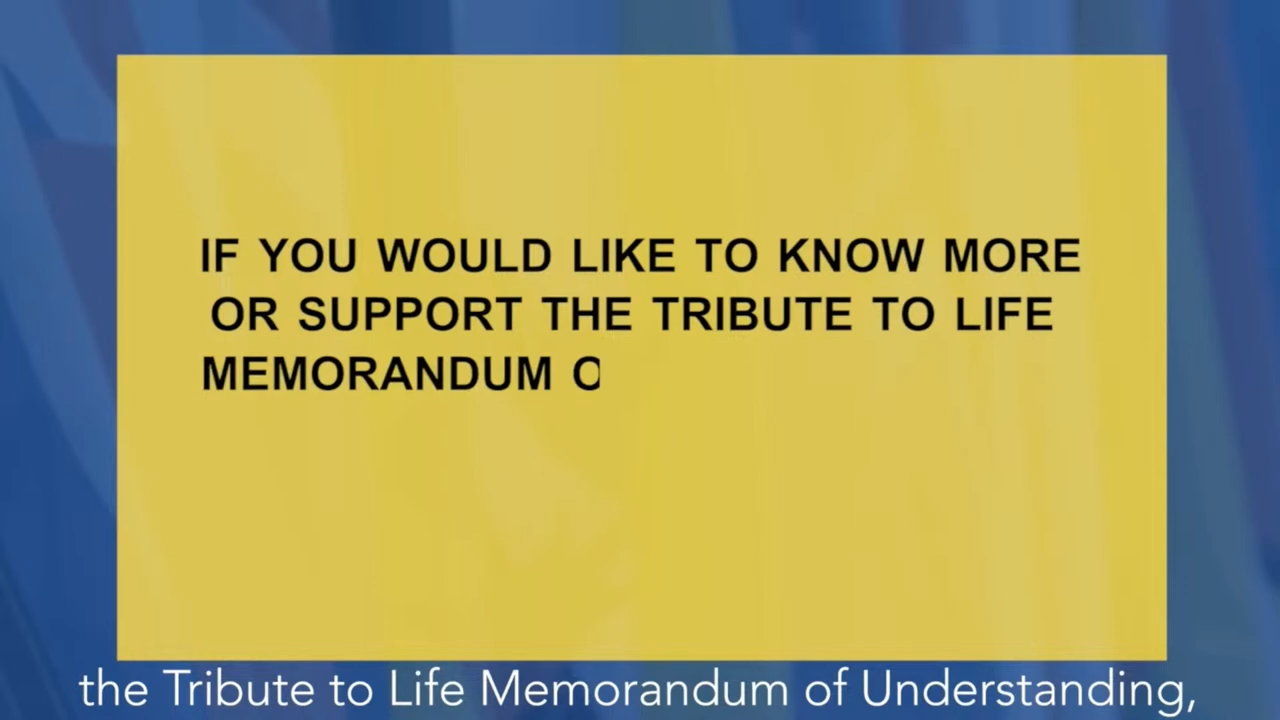 IF YOU WOULD LIKE TO KNOW MORE
OR SUPPORT THE TRIBUTE TO LIFE
MEMORANDUM
the Tribute to Life Memorandum of Understanding,